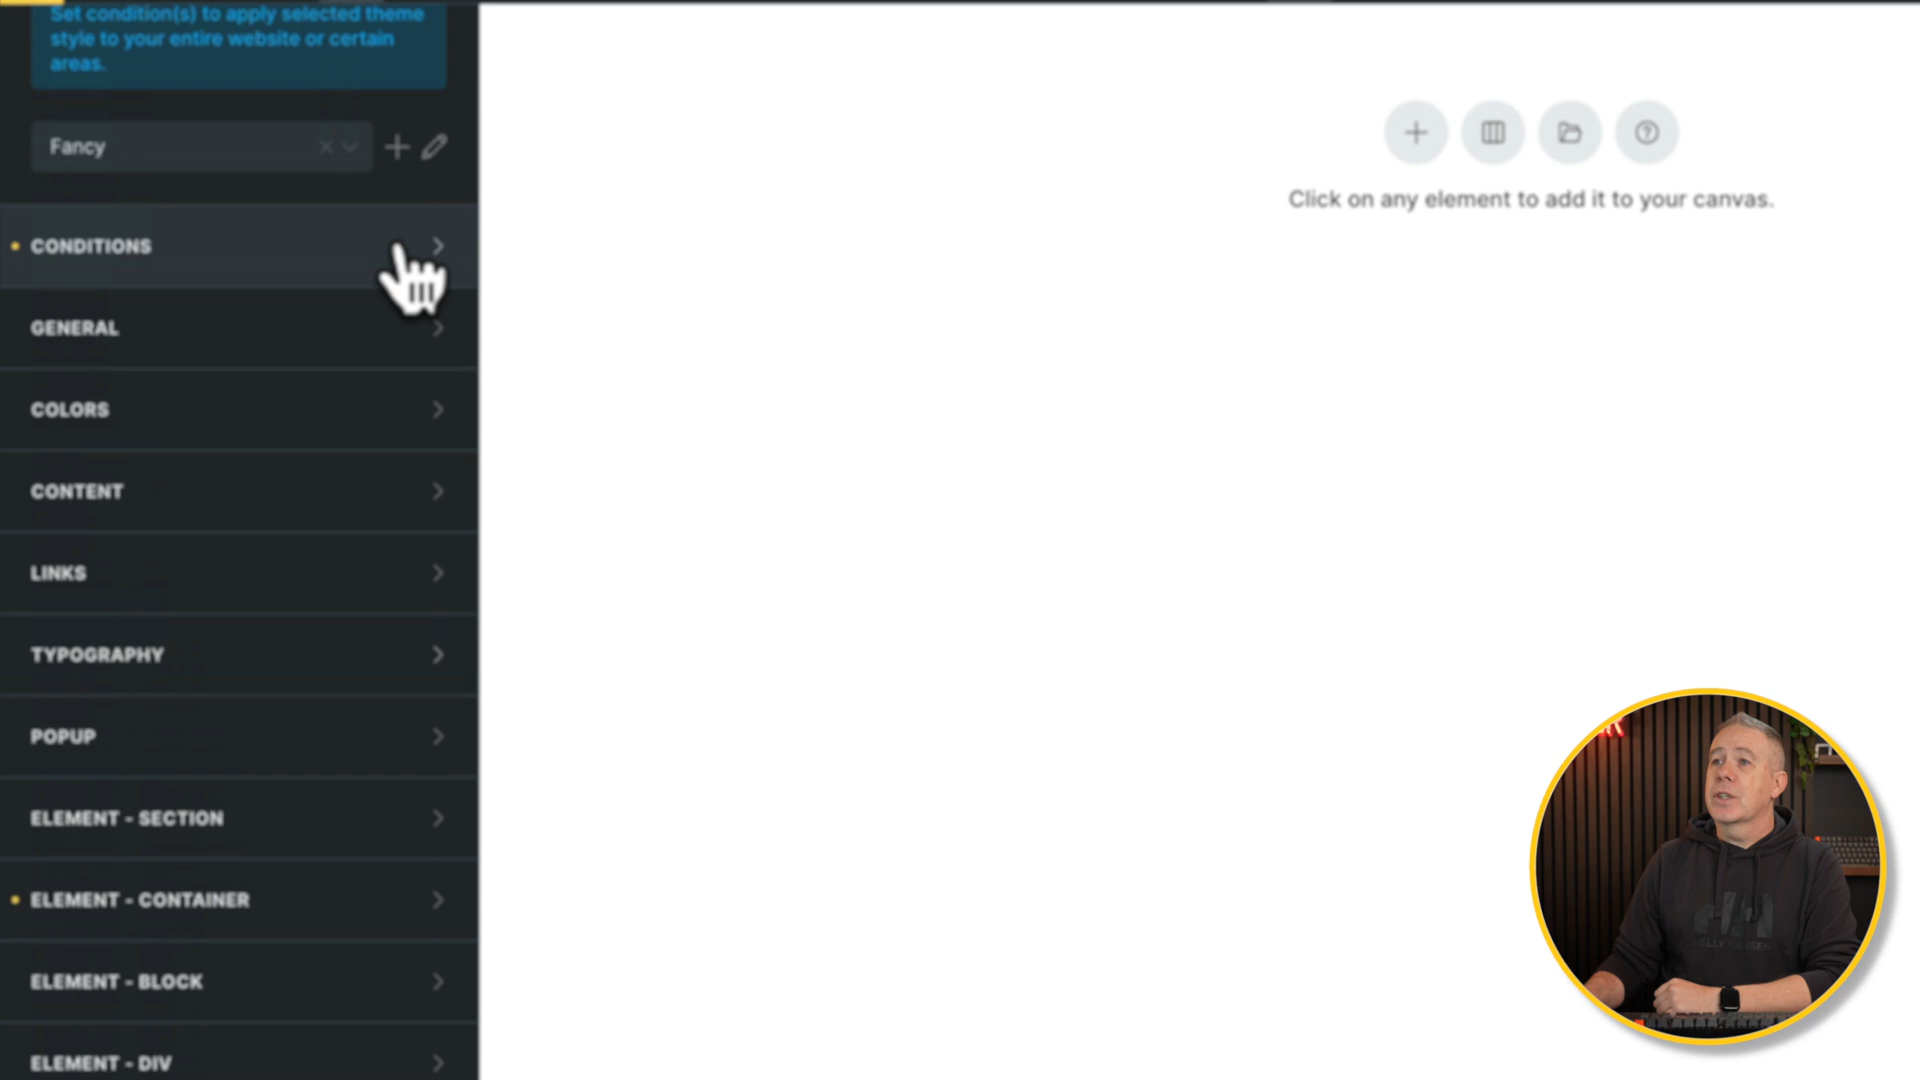 Set condition(s) to apply selected theme
style to your entire website or certain
areas.
Fancy
CONDITIONS
GENERAL
COLORS
CONTENT
LINKS
TYPOGRAPHY
POPUP
ELEMENT - SECTION
ELEMENT - CONTAINER
ELEMENT - BLOCK
ELEMENT - DIV
Click on any element to add it to your canvas.
HELLY HANSEN